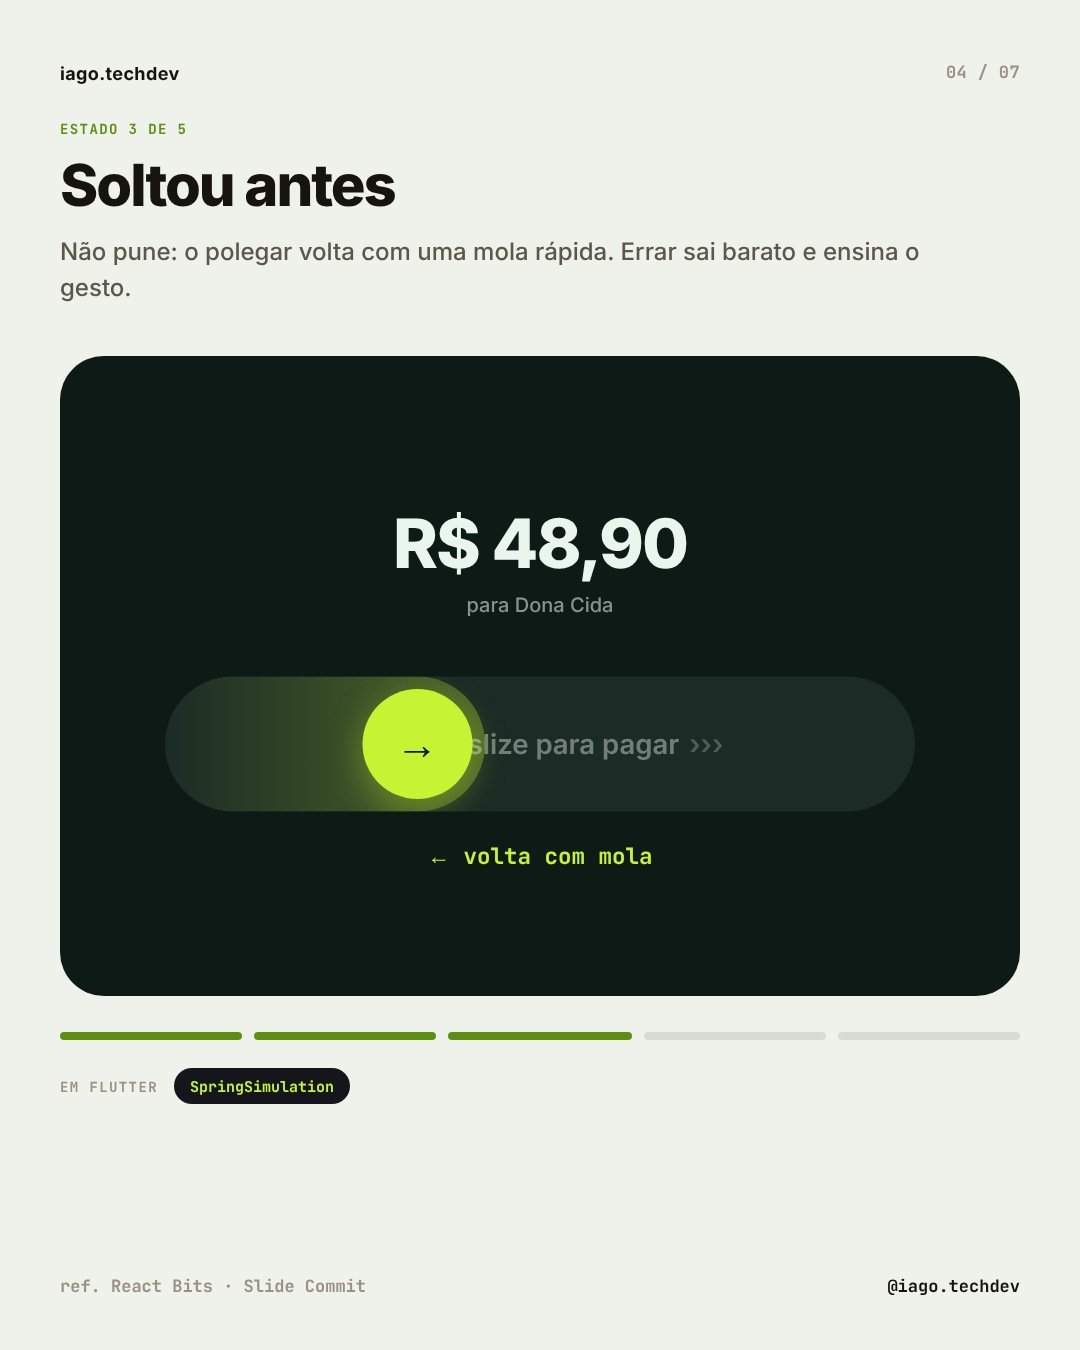 iago.techdev
04 / 07
ESTADO 3 DE 5
Soltou antes
Não pune: o polegar volta com uma mola rápida. Errar sai barato e ensina o
gesto.
R$ 48,90
para Dona Cida
→
slize para pagar ›››
← volta com mola
EM FLUTTER
SpringSimulation
ref. React Bits · Slide Commit
@iago.techdev